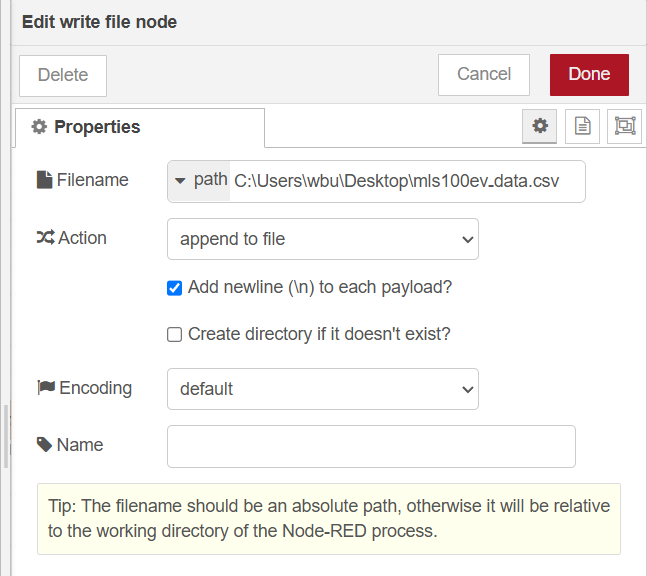 Edit write file node
Delete
Cancel
Done
Properties
Filename
path C:\Users\wbu\Desktop\mls100ev_data.csv
Action
append to file
Add newline (\n) to each payload?
Create directory if it doesn't exist?
Encoding
default
Name
Tip: The filename should be an absolute path, otherwise it will be relative
to the working directory of the Node-RED process.